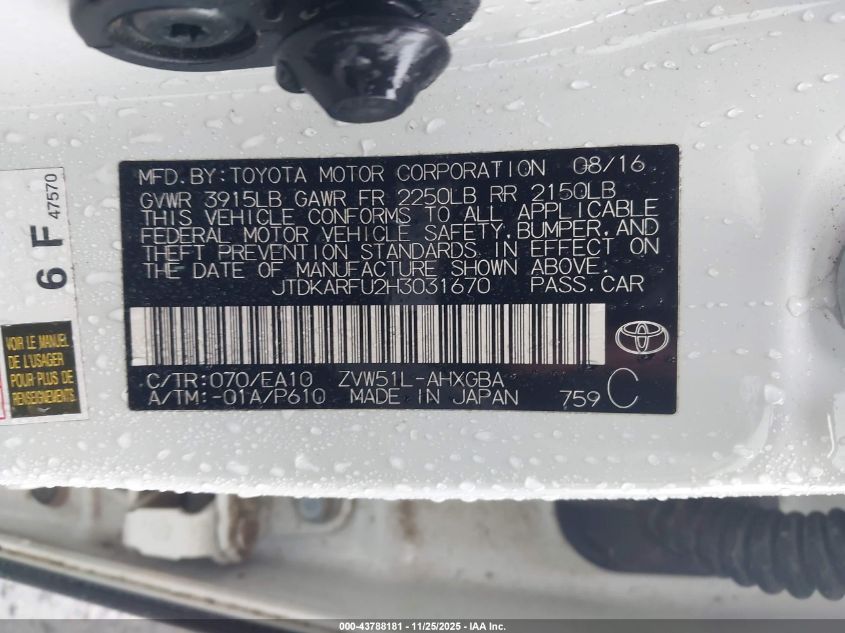 MFD.BY:TOYOTA MOTOR CORPORATION 08/16
GVWR 3915LB GAWR FR 2250LB RR 2150LB
THIS VEHICLE CONFORMS TO ALL APPLICABLE
FEDERAL MOTOR VEHICLE SAFETY,BUMPER,AND
THEFT PREVENTION STANDARDS IN EFFECT ON
THE DATE OF MANUFACTURE SHOWN ABOVE.
JTDKARFU2H3031670 PASS.CAR
C/TR:070/EA10 ZVW51L-AHXGBA
A/TM:-01A/P610 MADE IN JAPAN 759 C
6 F 47570
VOIR LE MANUEL
DE L'USAGER
POUR PLUS DE
RENSEIGNEMENTS.
000-43788181 - 11/25/2025 - IAA Inc.